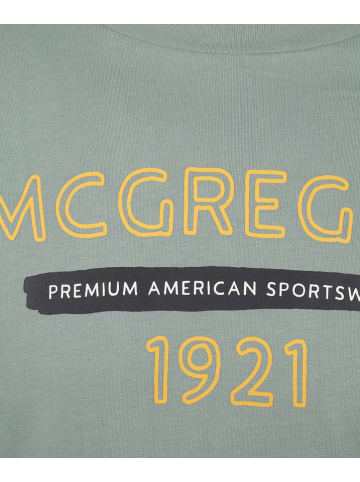 MCGREG
PREMIUM AMERICAN SPORTSW
1921